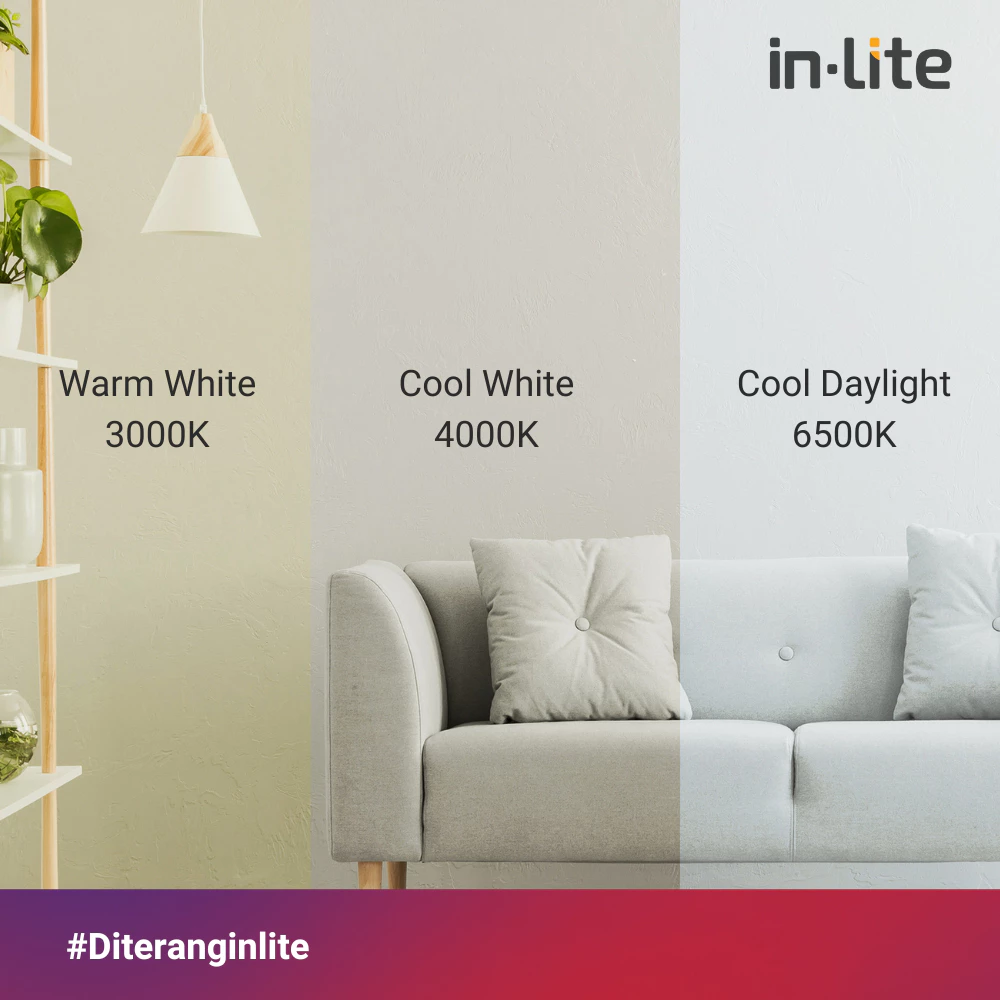 in·lite
Warm White
3000K
Cool White
4000K
Cool Daylight
6500K
#Diteranginlite